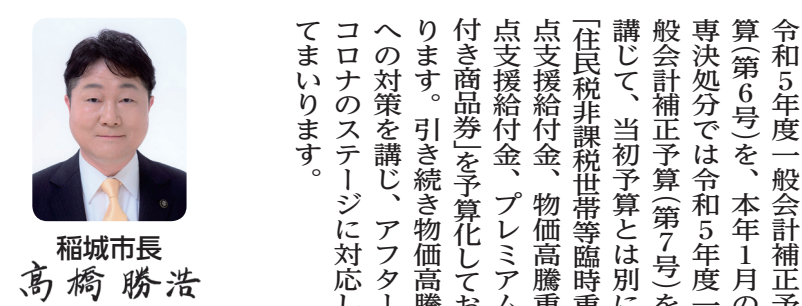 令和5年度一般会計補正予
算(第6号)を、本年1月の
専決処分では令和5年度一
般会計補正予算(第7号)を
講じて、当初予算とは別に
「住民税非課税世帯等臨時重
点支援給付金、物価高騰重
点支援給付金、プレミアム
付き商品券」を予算化してお
ります。引き続き物価高騰
への対策を講じ、アフター
コロナのステージに対応し
てまいります。
稲城市長
高橋勝浩